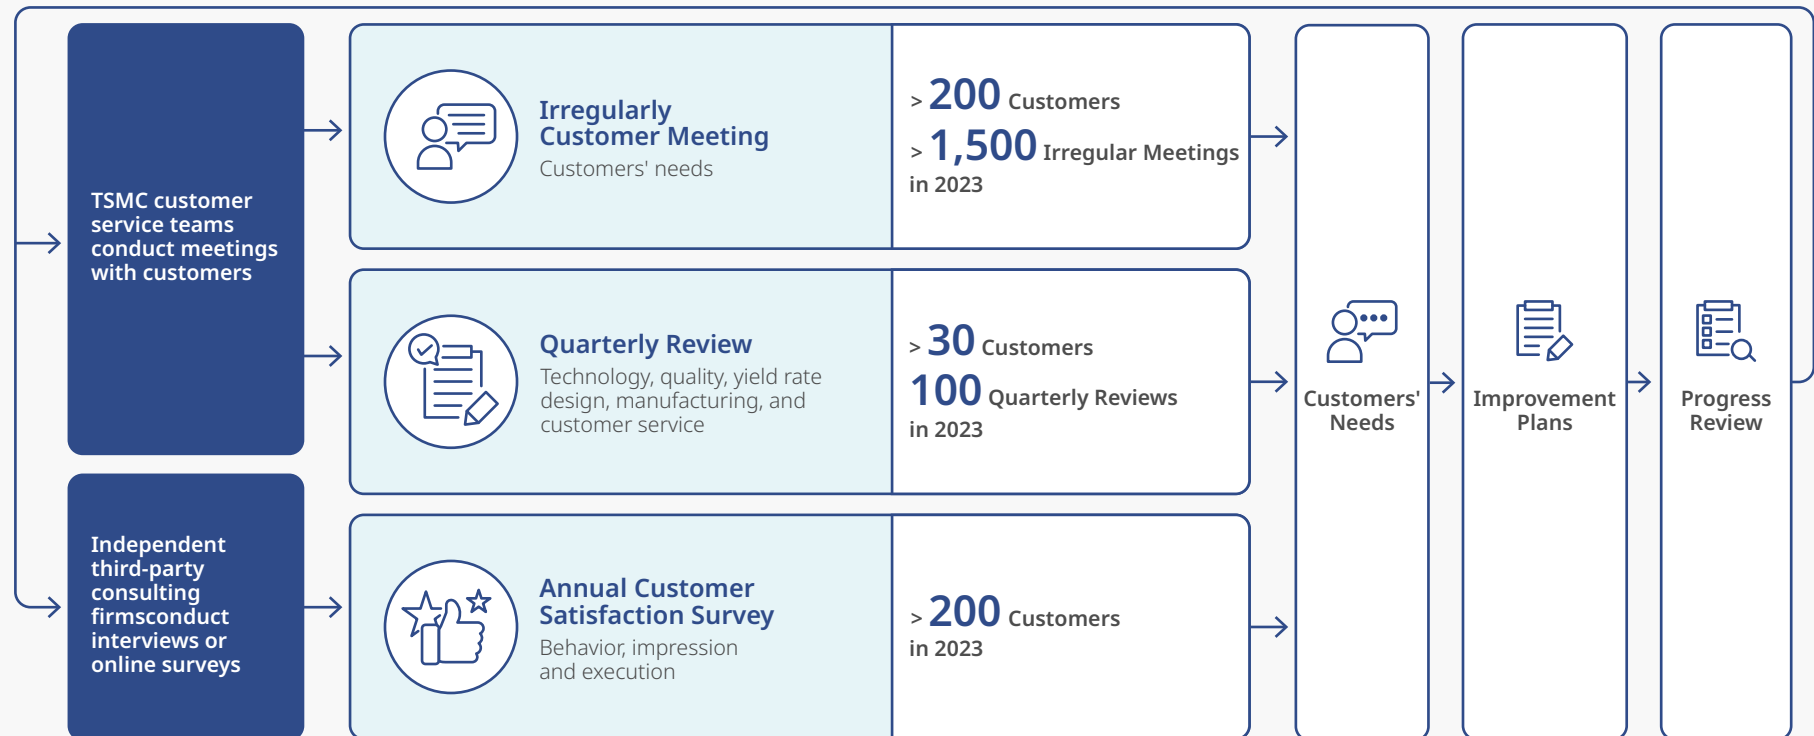 TSMC customer
service teams
conduct meetings
with customers
Irregularly
Customer Meeting
Customers' needs
> 200 Customers
> 1,500 Irregular Meetings
in 2023
Quarterly Review
Technology, quality, yield rate
design, manufacturing, and
customer service
> 30 Customers
100 Quarterly Reviews
in 2023
Independent
third-party
consulting
firmsconduct
interviews or
online surveys
Annual Customer
Satisfaction Survey
Behavior, impression
and execution
> 200 Customers
in 2023
Customers'
Needs
Improvement
Plans
Progress
Review